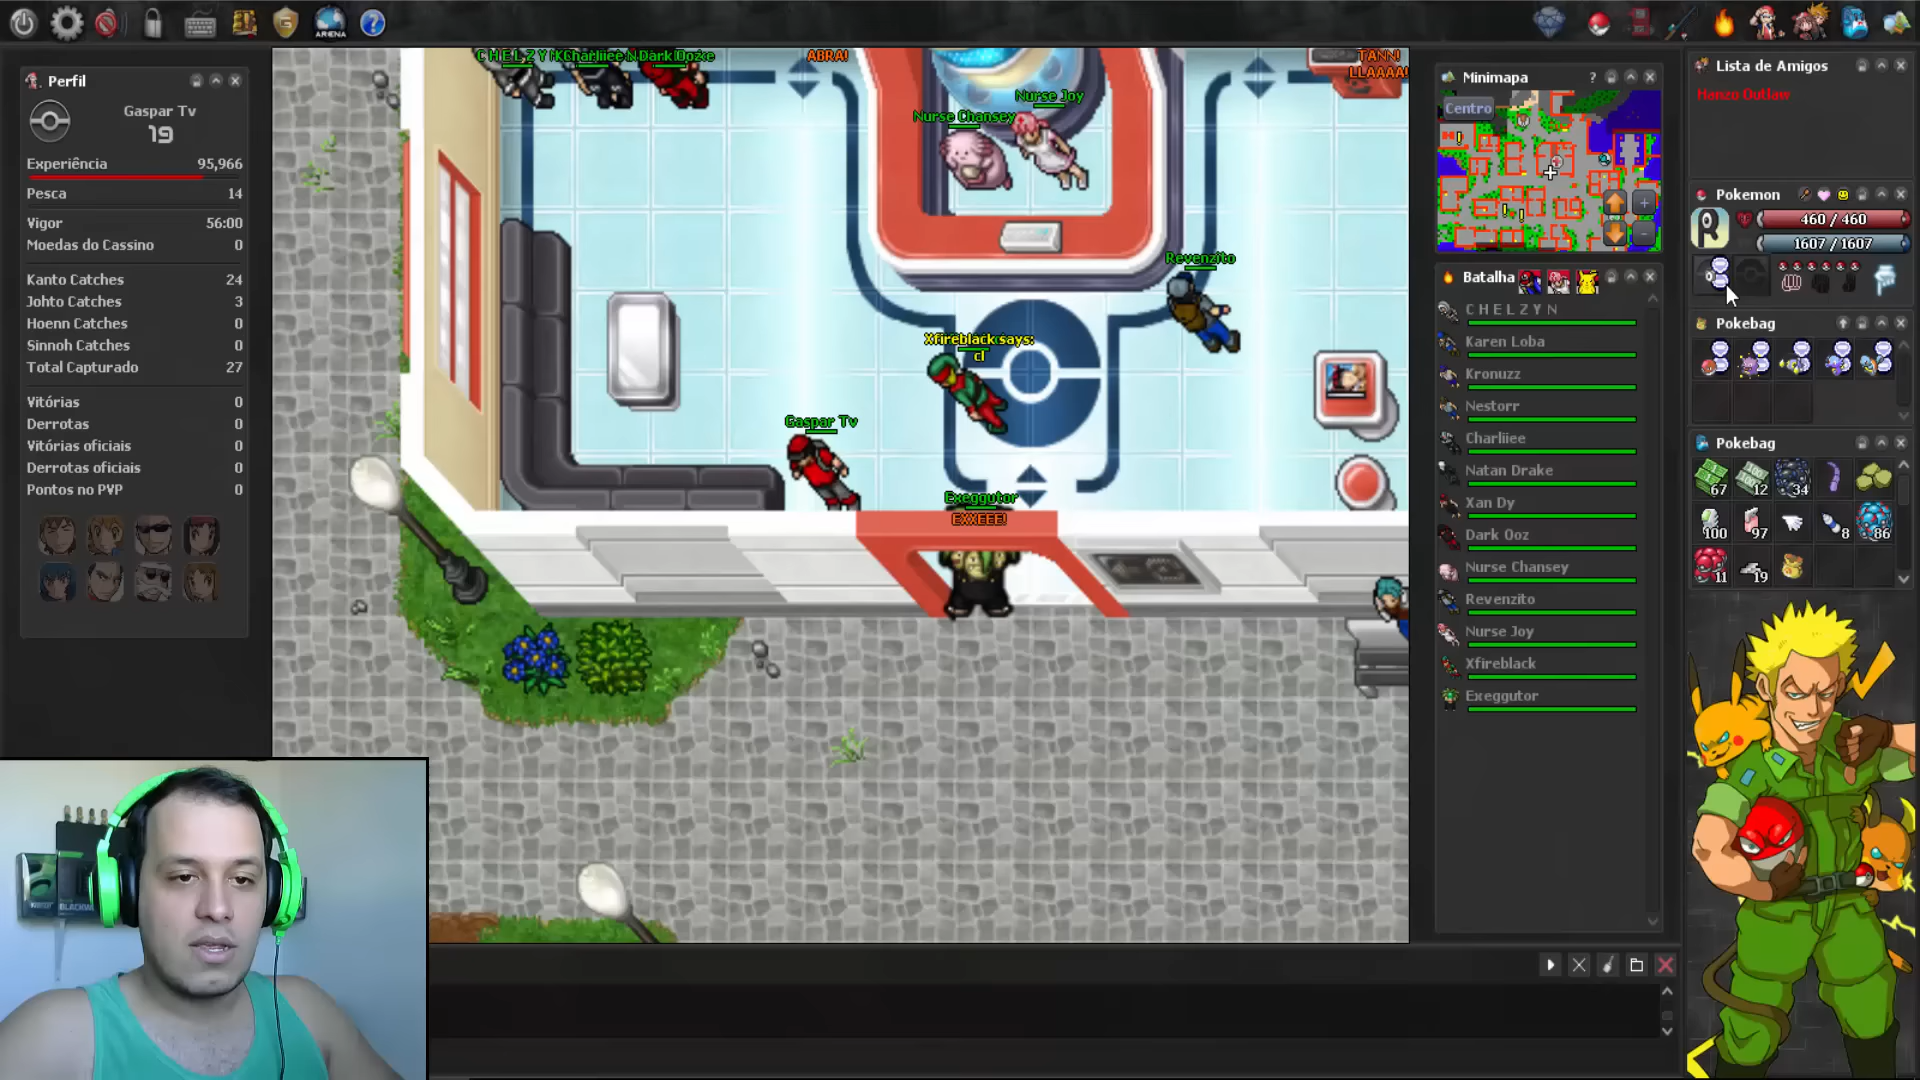 ARENA
Perfil
Gaspar Tv
19
Experiência 95,966
Pesca 14
Vigor 56:00
Moedas do Cassino 0
Kanto Catches 24
Johto Catches 3
Hoenn Catches 0
Sinnoh Catches 0
Total Capturado 27
Vitórias 0
Derrotas 0
Vitórias oficiais 0
Derrotas oficiais 0
Pontos no PVP 0
ABRA!
TANN!
LLAAAA!
Nurse Joy
Nurse Chansey
Revenzito
Xfireblack says:
cl
Gaspar Tv
Exeggutor
EXXEEE!
Minimapa
Centro
Batalha
C H E L Z Y N
Karen Loba
Kronuzz
Nestorr
Charliiee
Natan Drake
Xan Dy
Dark Ooz
Nurse Chansey
Revenzito
Nurse Joy
Xfireblack
Exeggutor
Lista de Amigos
Hanzo Outlaw
Pokemon
460 / 460
1607 / 1607
Pokebag
Pokebag
67 12 34
100 97 8 86
11 19